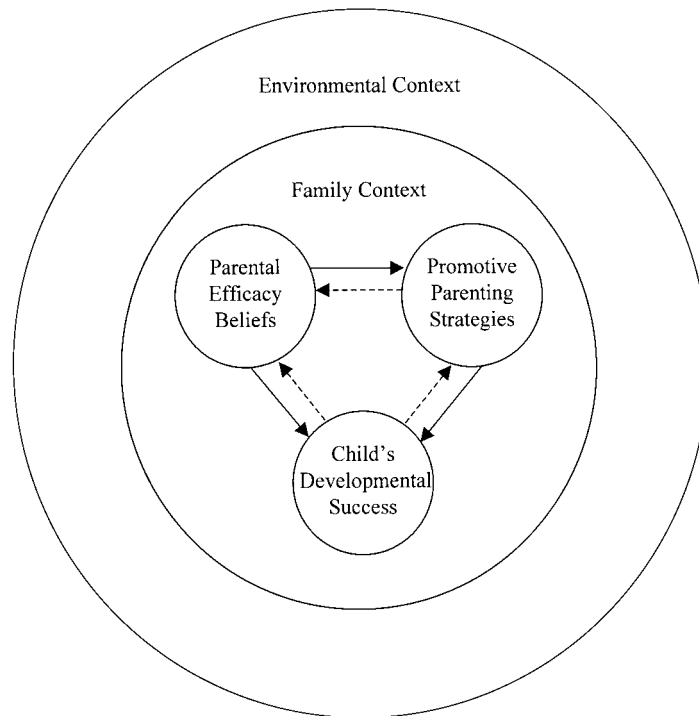 Environmental Context
Family Context
Parental
Efficacy
Beliefs
Promotive
Parenting
Strategies
Child's
Developmental
Success